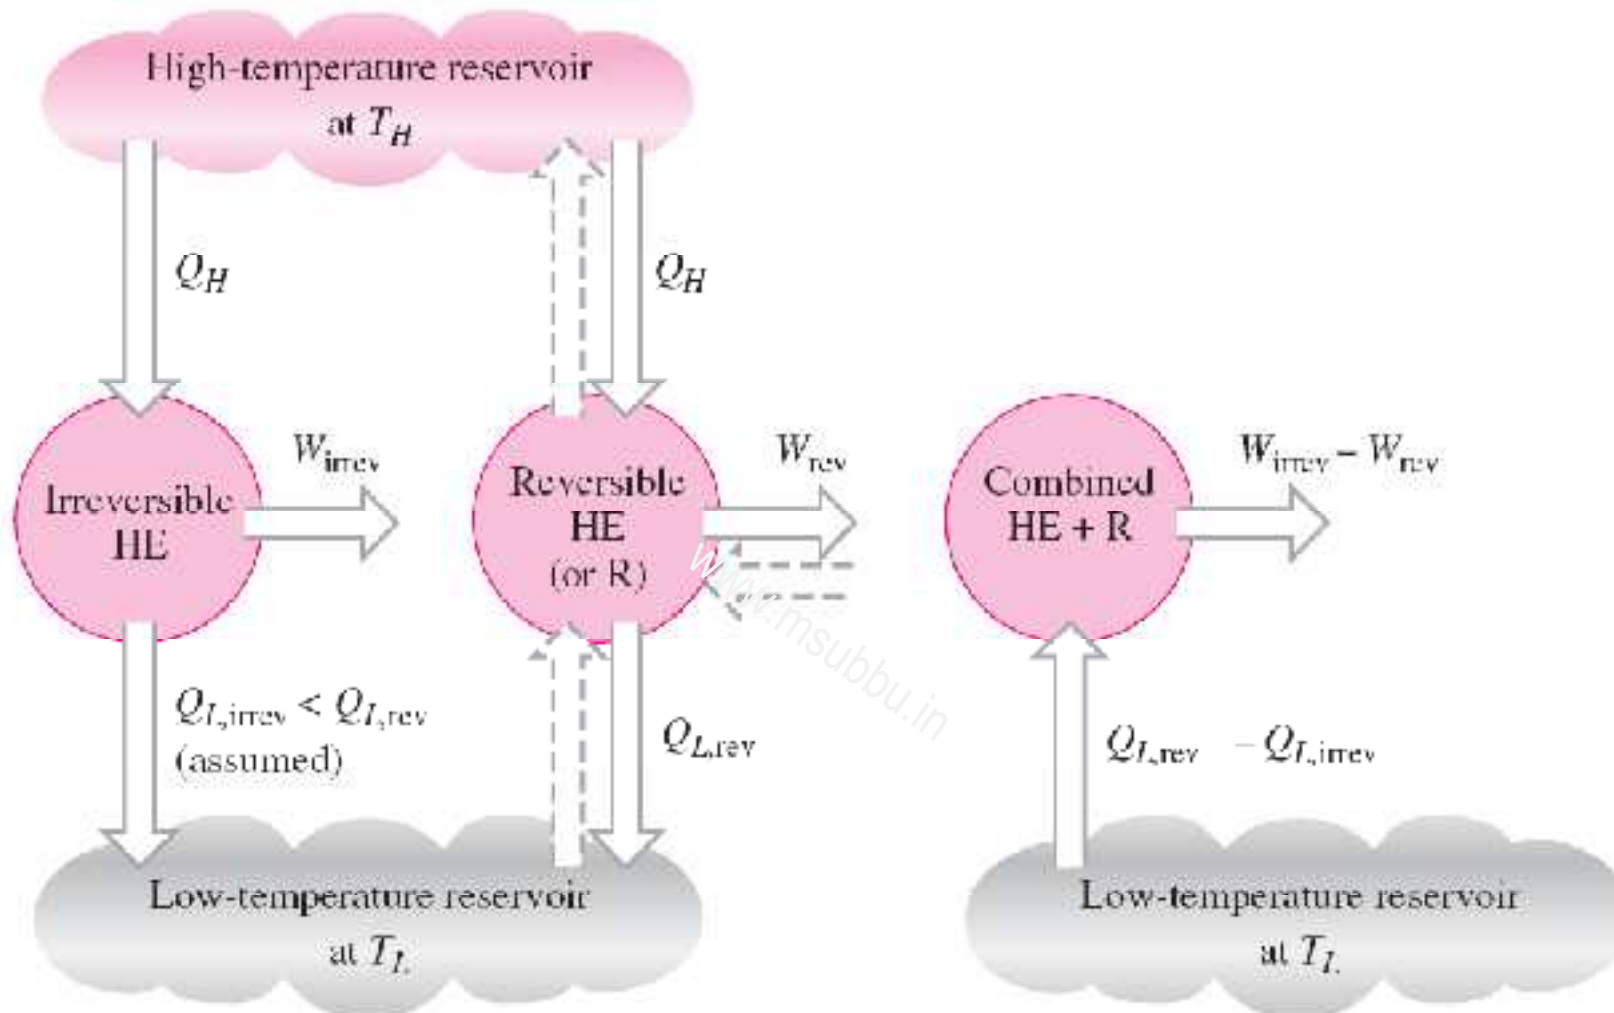 High-temperature reservoir
at T_H
Q_H
Q_H
Irreversible
HE
W_irrev
Reversible
HE
(or R)
W_rev
Combined
HE + R
W_irrev – W_rev
Q_L,irrev < Q_L,rev
(assumed)
Q_L,rev
Q_L,rev – Q_L,irrev
Low-temperature reservoir
at T_L
Low-temperature reservoir
at T_L
www.msubbu.in